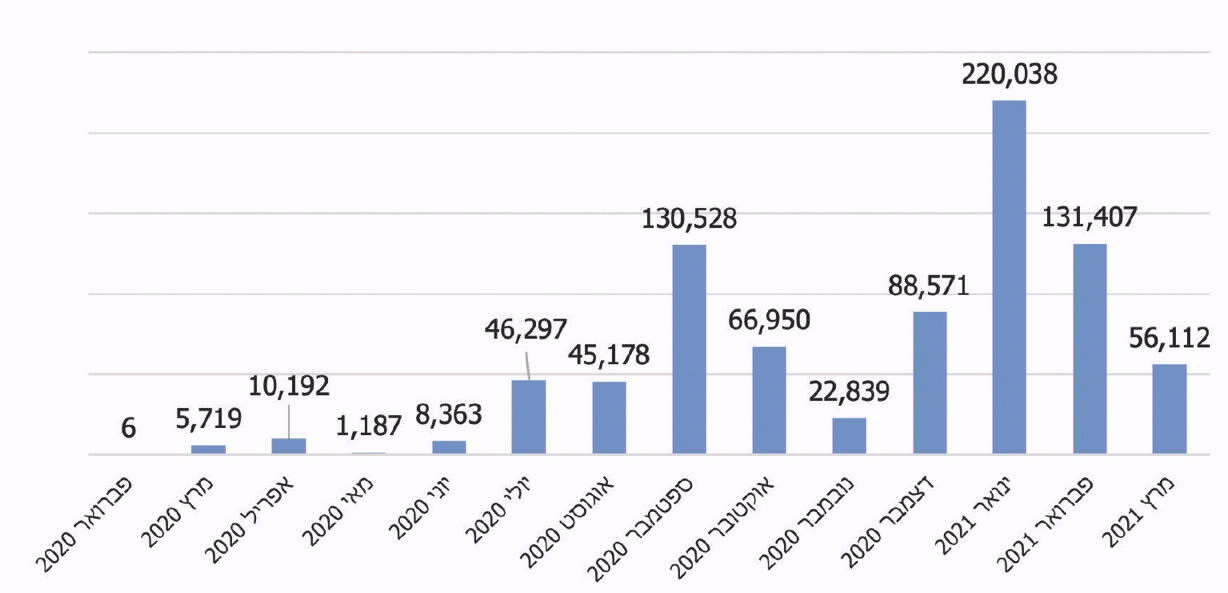 220,038
130,528
131,407
88,571
66,950
46,297
45,178
56,112
10,192
22,839
5,719
8,363
1,187
6
פברואר 2020
מרץ 2020
אפריל 2020
מאי 2020
יוני 2020
יולי 2020
אוגוסט 2020
ספטמבר 2020
אוקטובר 2020
נובמבר 2020
דצמבר 2020
ינואר 2021
פברואר 2021
מרץ 2021